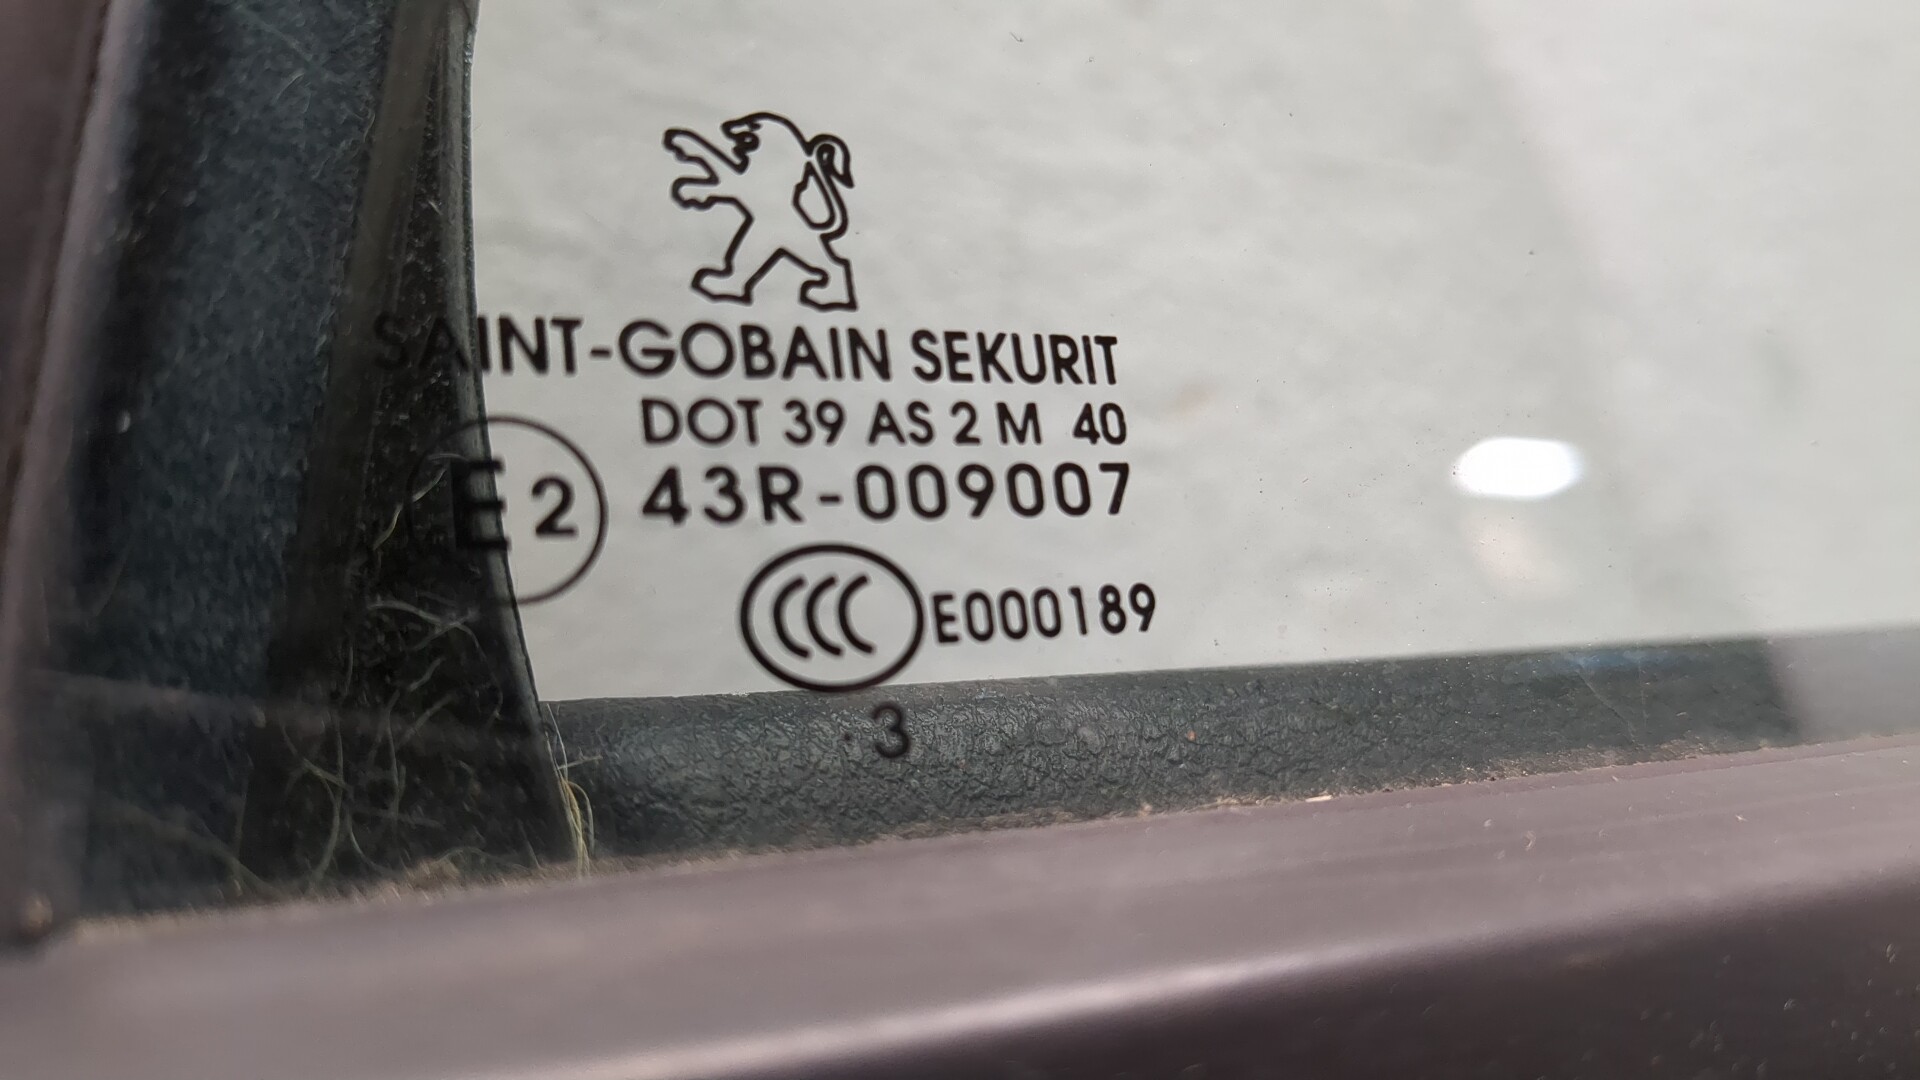 SAINT-GOBAIN SEKURIT
DOT 39 AS 2 M 40
E2 43R-009007
CCC E000189
. 3